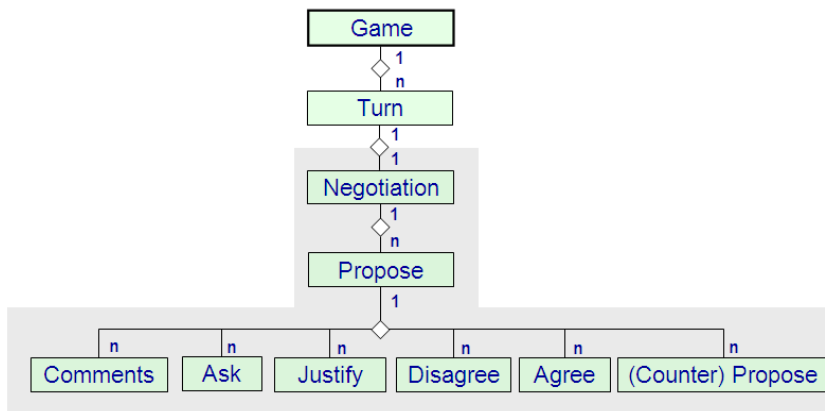 Game
1
n
Turn
1
1
Negotiation
1
n
Propose
1
n n n n n n
Comments Ask Justify Disagree Agree (Counter) Propose